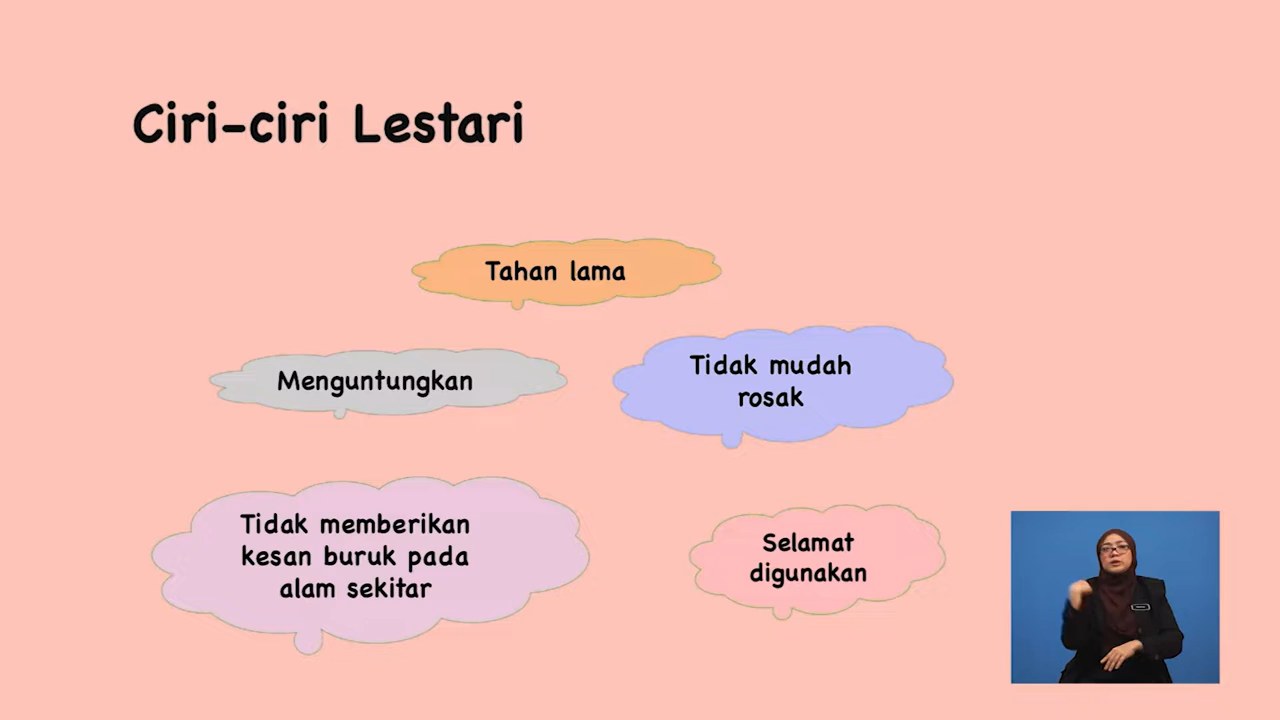 Ciri-ciri Lestari
Tahan lama
Menguntungkan
Tidak mudah
rosak
Tidak memberikan
kesan buruk pada
alam sekitar
Selamat
digunakan